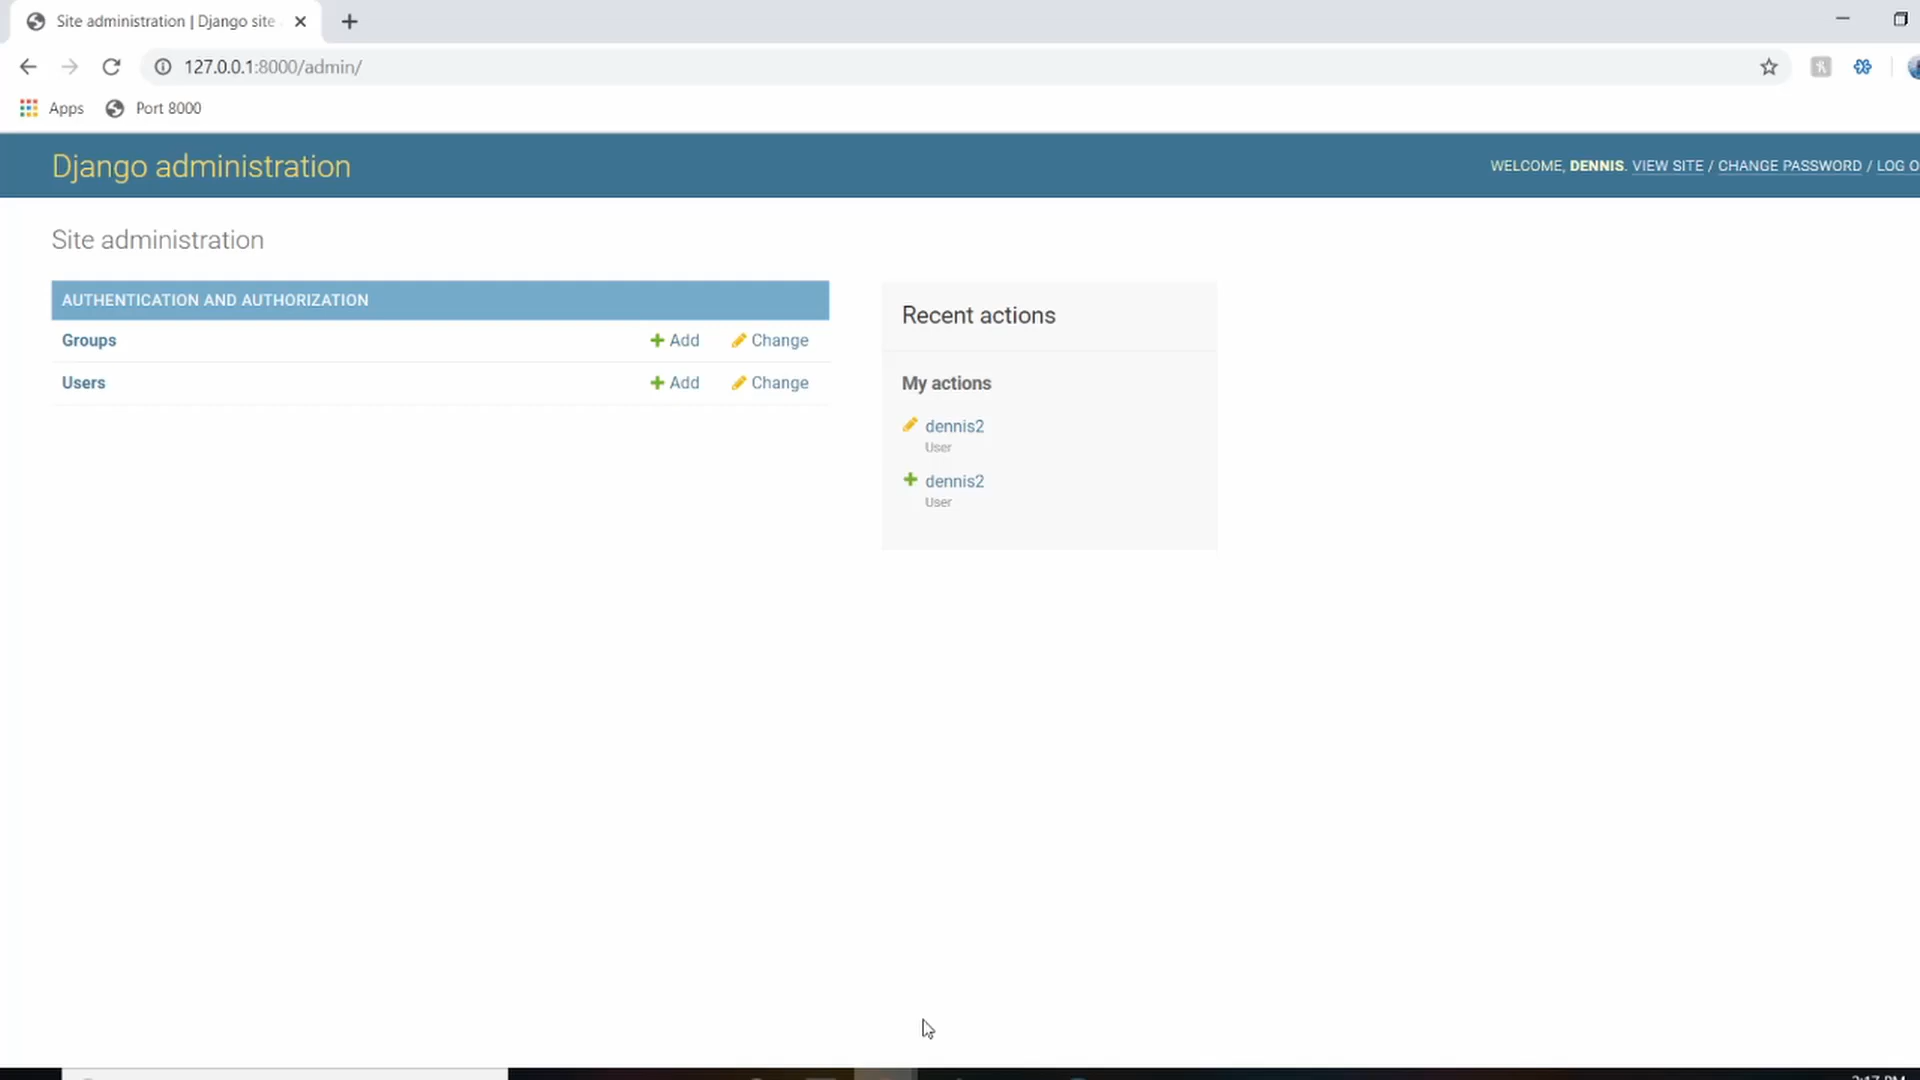 Site administration | Django site
127.0.0.1:8000/admin/
Apps
Port 8000
Django administration
WELCOME, DENNIS. VIEW SITE / CHANGE PASSWORD / LOG O
Site administration
AUTHENTICATION AND AUTHORIZATION
Groups
Add
Change
Users
Add
Change
Recent actions
My actions
dennis2
User
dennis2
User